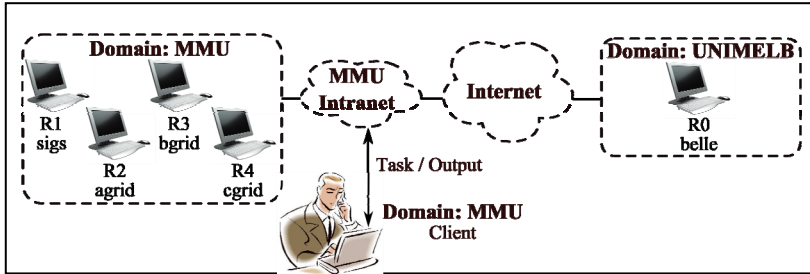 Domain: MMU
R1
sigs
R2
agrid
R3
bgrid
R4
cgrid
MMU
Intranet
Internet
Domain: UNIMELB
R0
belle
Task / Output
Domain: MMU
Client